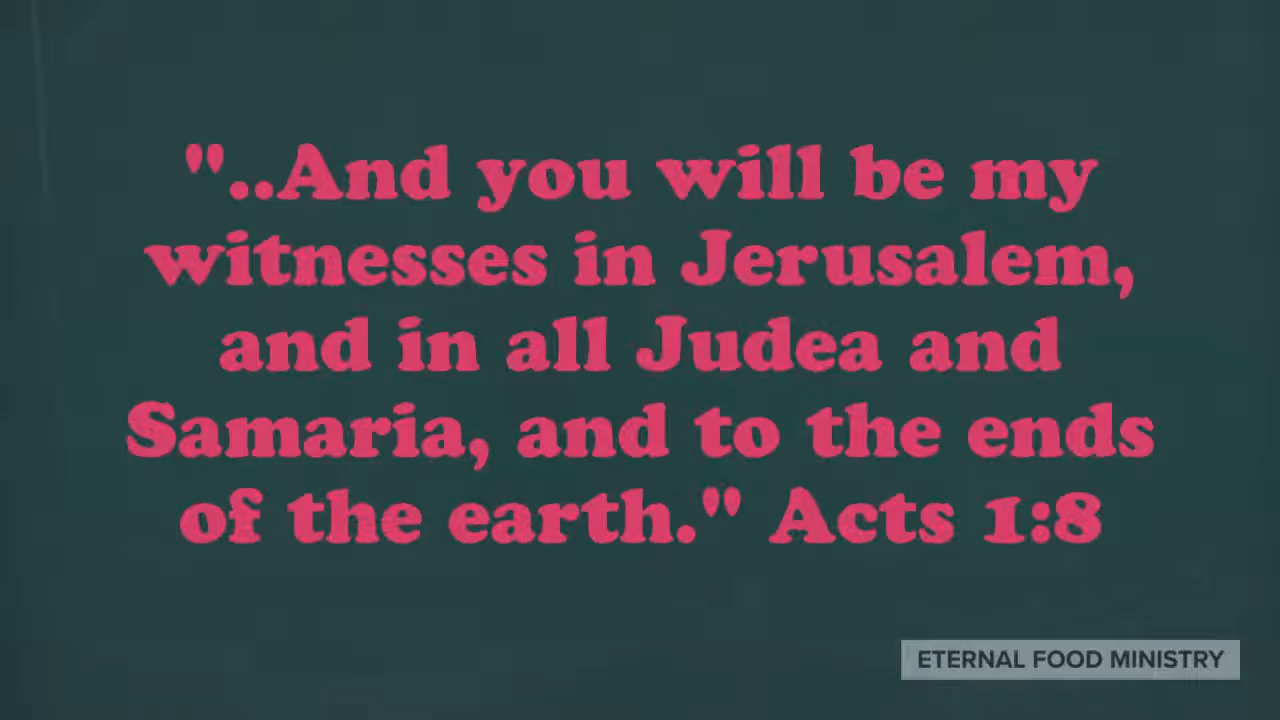 "..And you will be my
witnesses in Jerusalem,
and in all Judea and
Samaria, and to the ends
of the earth." Acts 1:8
ETERNAL FOOD MINISTRY